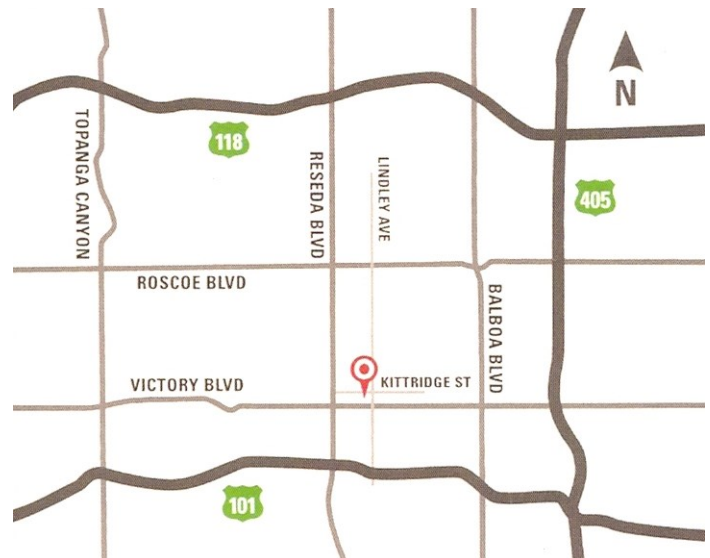 N
118
TOPANGA CANYON
RESEDA BLVD
LINDLEY AVE
405
ROSCOE BLVD
BALBOA BLVD
VICTORY BLVD
KITTRIDGE ST
101